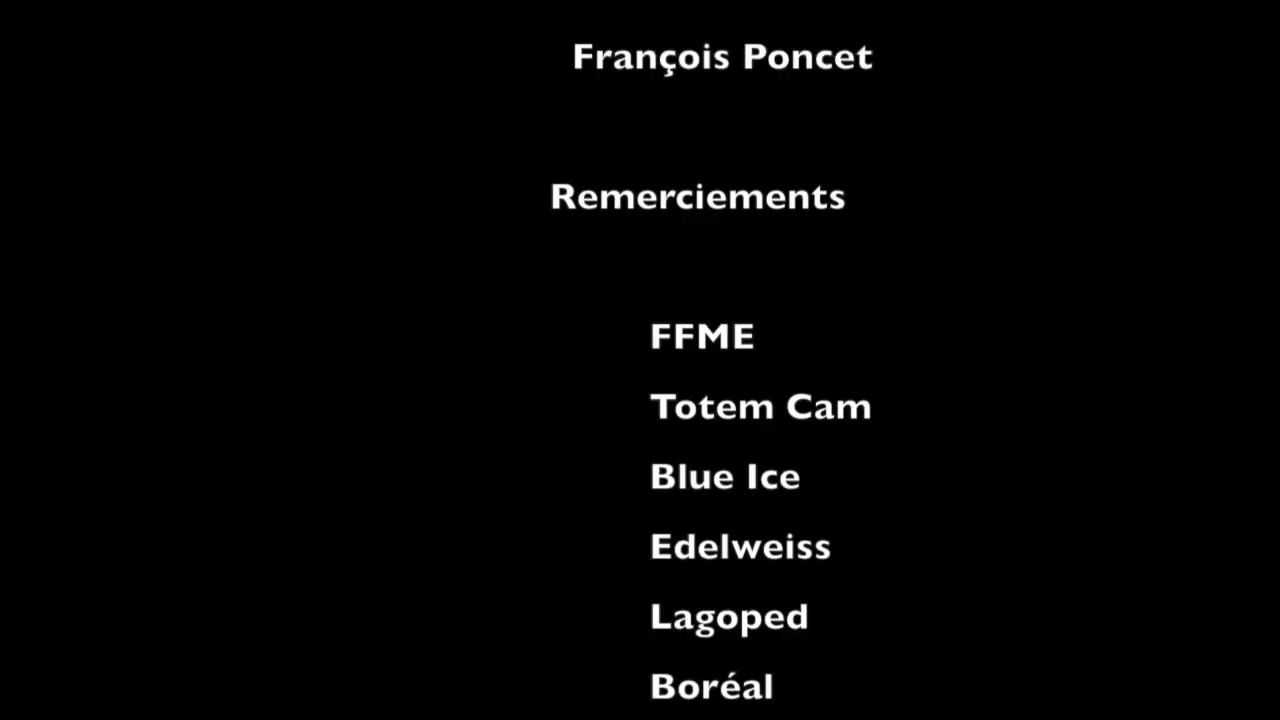 François Poncet
Remerciements
FFME
Totem Cam
Blue Ice
Edelweiss
Lagoped
Boréal